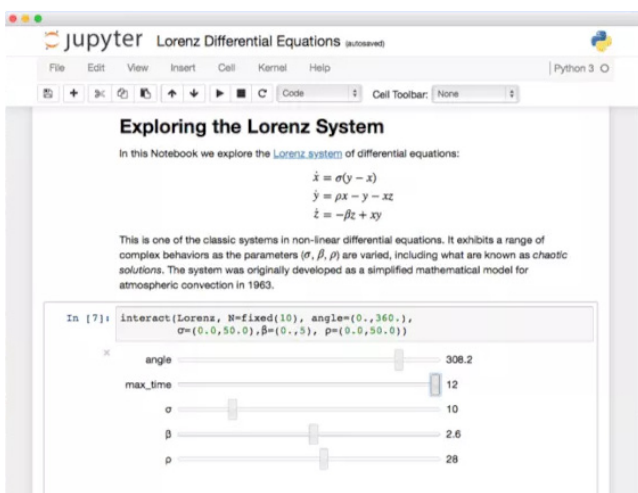 jupyter Lorenz Differential Equations (autosaved)
File Edit View Insert Cell Kernel Help Python 3
Code Cell Toolbar: None
Exploring the Lorenz System
In this Notebook we explore the Lorenz system of differential equations:
ẋ = σ(y − x)
ẏ = ρx − y − xz
ż = −βz + xy
This is one of the classic systems in non-linear differential equations. It exhibits a range of
complex behaviors as the parameters (σ, β, ρ) are varied, including what are known as chaotic
solutions. The system was originally developed as a simplified mathematical model for
atmospheric convection in 1963.
In [7]: interact(Lorenz, N=fixed(10), angle=(0.,360.),
σ=(0.0,50.0),β=(0.,5), ρ=(0.0,50.0))
angle 308.2
max_time 12
σ 10
β 2.6
ρ 28